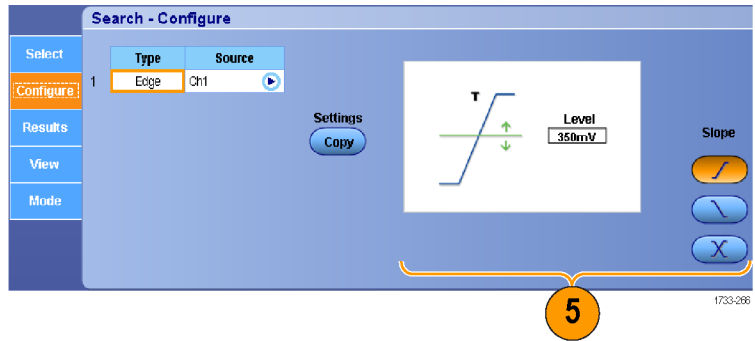 Search - Configure
Select
Configure
Results
View
Mode
Type Source
1 Edge Ch1
Settings
Copy
T
Level
350mV
Slope
X
5
1733-266